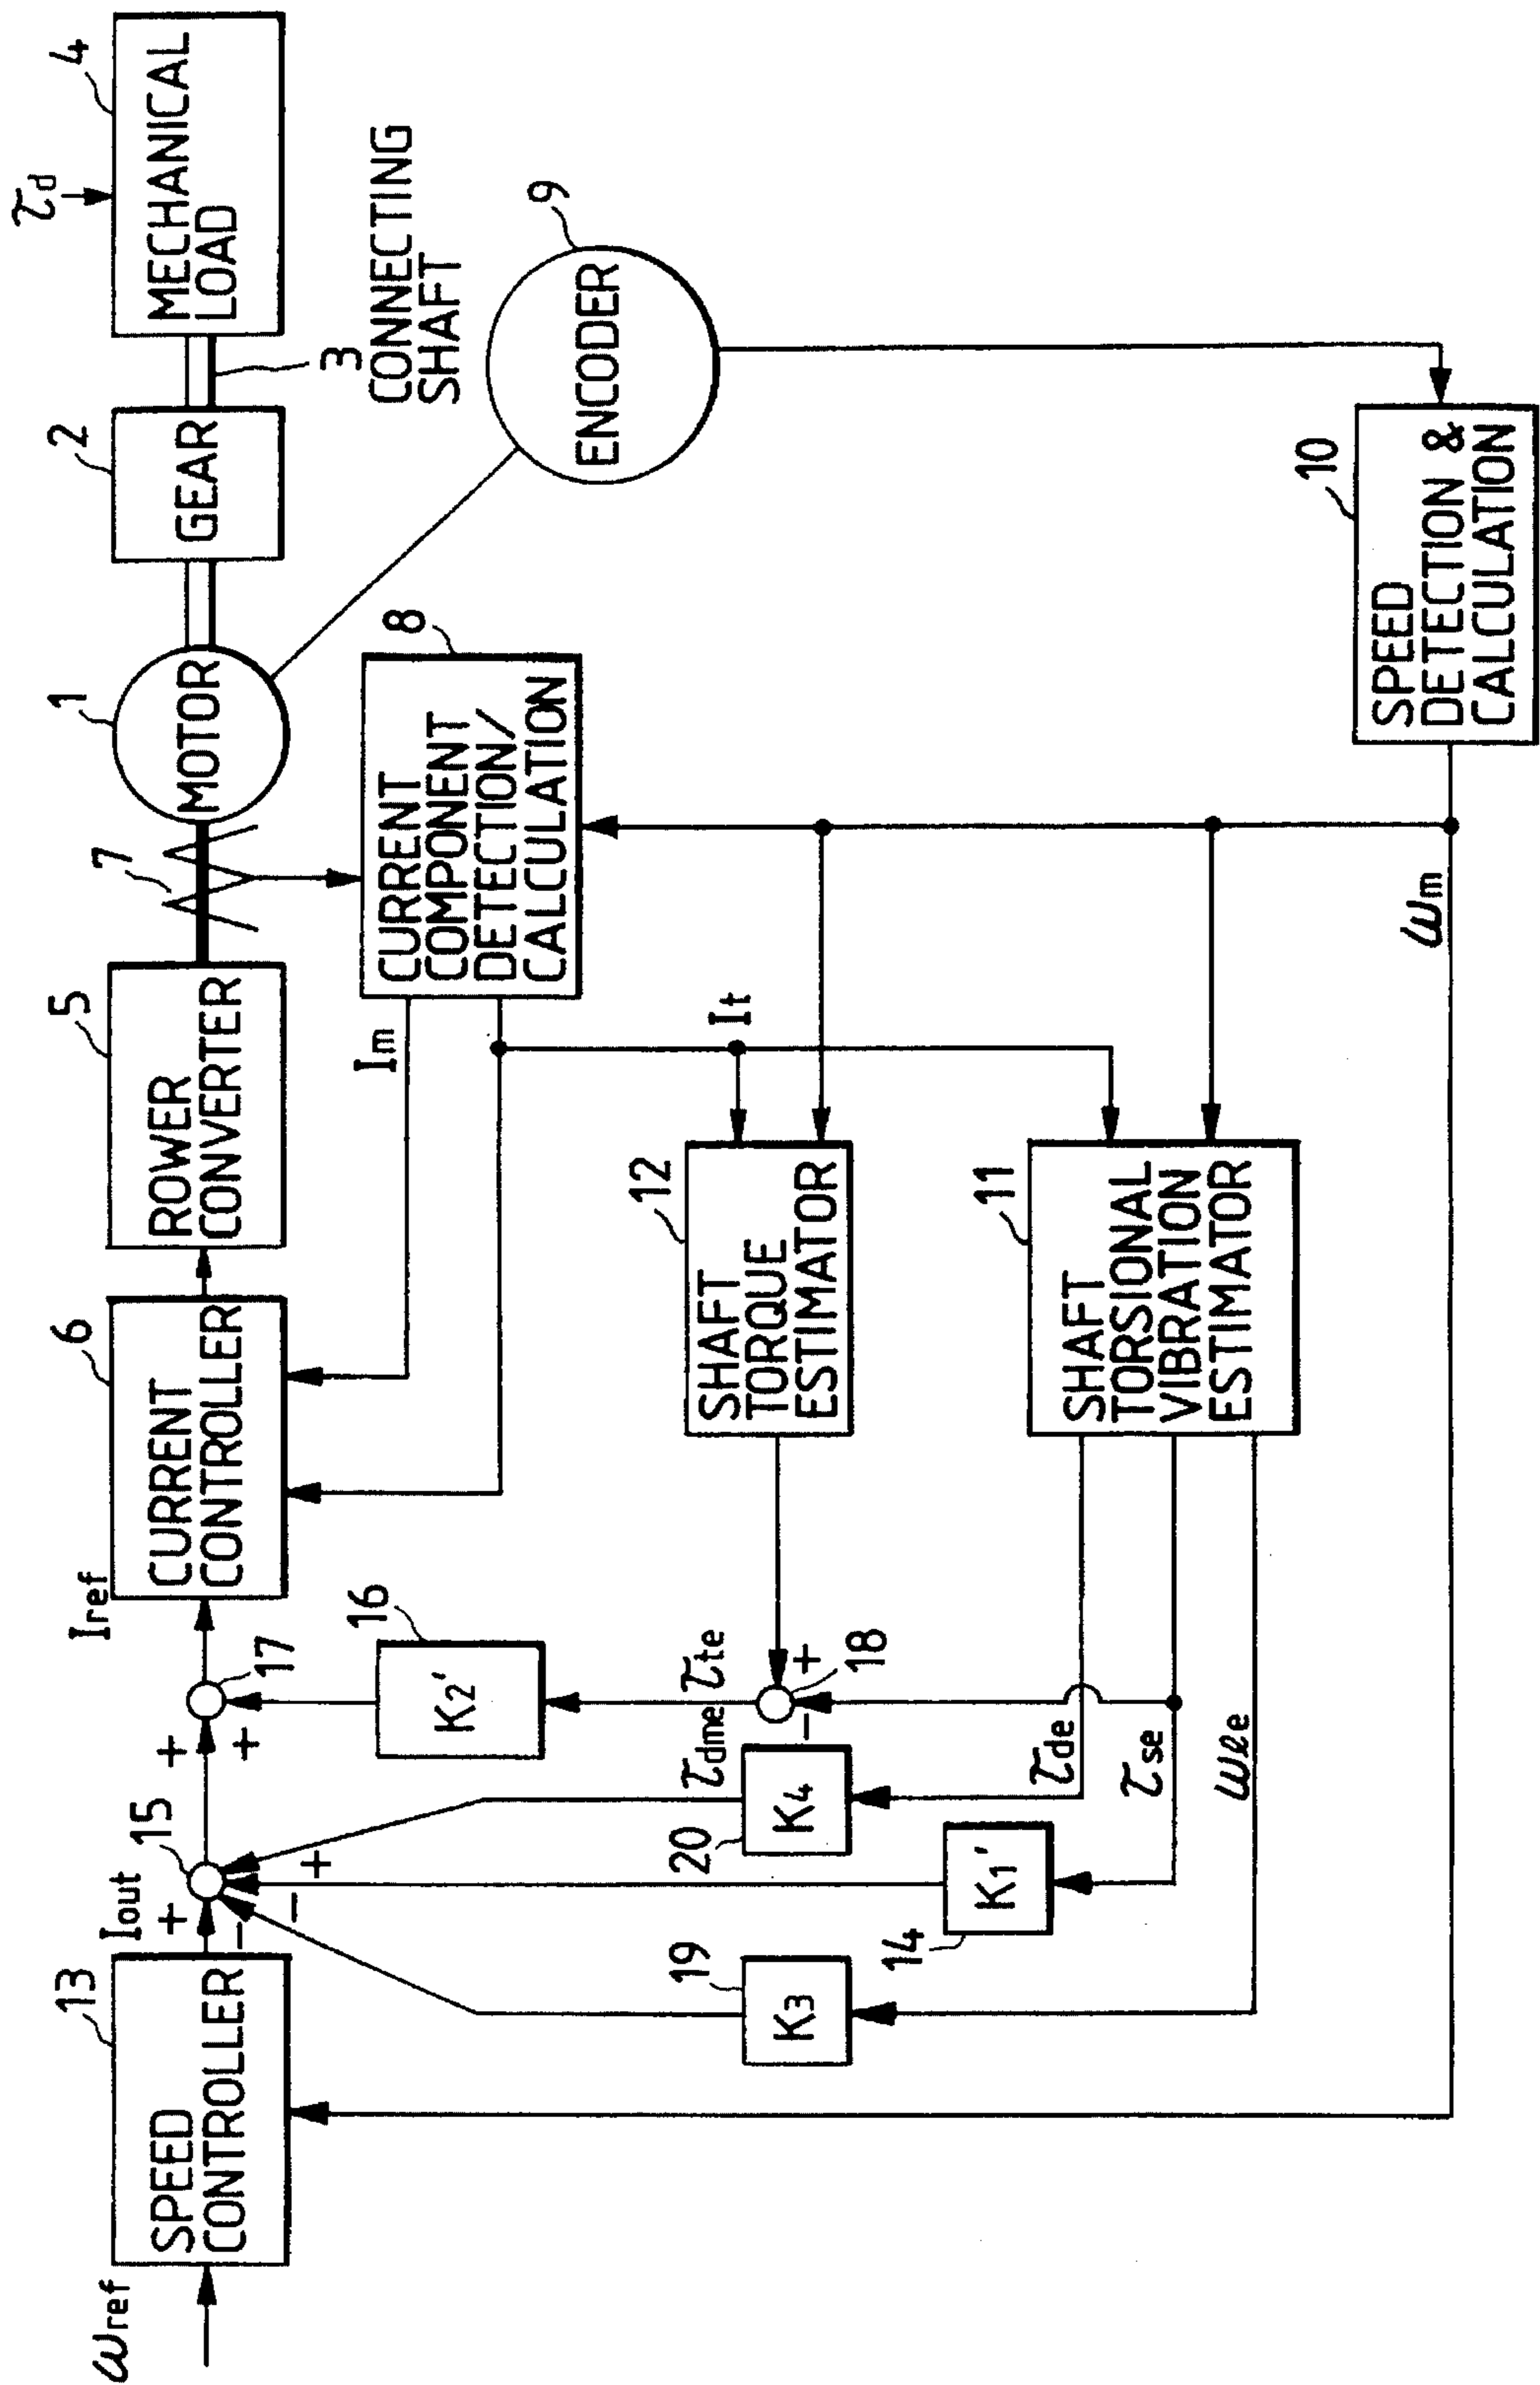 ωref
13
SPEED
CONTROLLER
Iout
+
−
15
−
+
+
+
17
Iref
6
CURRENT
CONTROLLER
5
ROWER
CONVERTER
7
1
MOTOR
2
GEAR
3
CONNECTING
SHAFT
4
MECHANICAL
LOAD
τd
9
ENCODER
8
CURRENT
COMPONENT
DETECTION/
CALCULATION
Im
It
16
K2'
τdme
τte
18
+
−
12
SHAFT
TORQUE
ESTIMATOR
19
K3
20
K4
14
K1'
τde
τse
ωℓe
11
SHAFT
TORSIONAL
VIBRATION
ESTIMATOR
ωm
10
SPEED
DETECTION &
CALCULATION